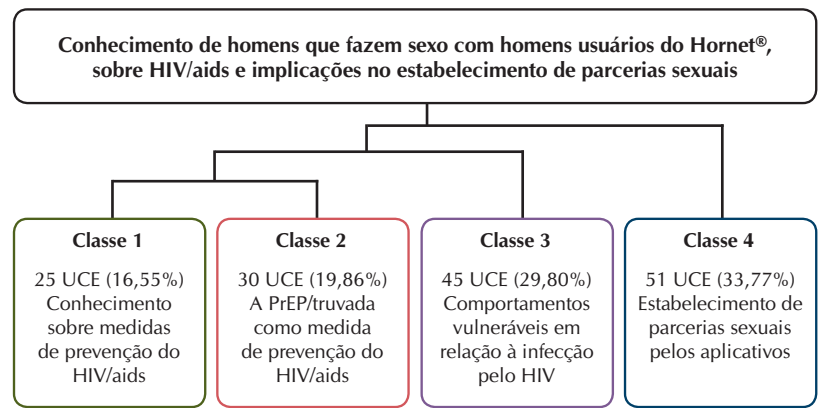 Conhecimento de homens que fazem sexo com homens usuários do Hornet®,
sobre HIV/aids e implicações no estabelecimento de parcerias sexuais
Classe 1
25 UCE (16,55%)
Conhecimento
sobre medidas
de prevenção do
HIV/aids
Classe 2
30 UCE (19,86%)
A PrEP/truvada
como medida
de prevenção do
HIV/aids
Classe 3
45 UCE (29,80%)
Comportamentos
vulneráveis em
relação à infecção
pelo HIV
Classe 4
51 UCE (33,77%)
Estabelecimento de
parcerias sexuais
pelos aplicativos